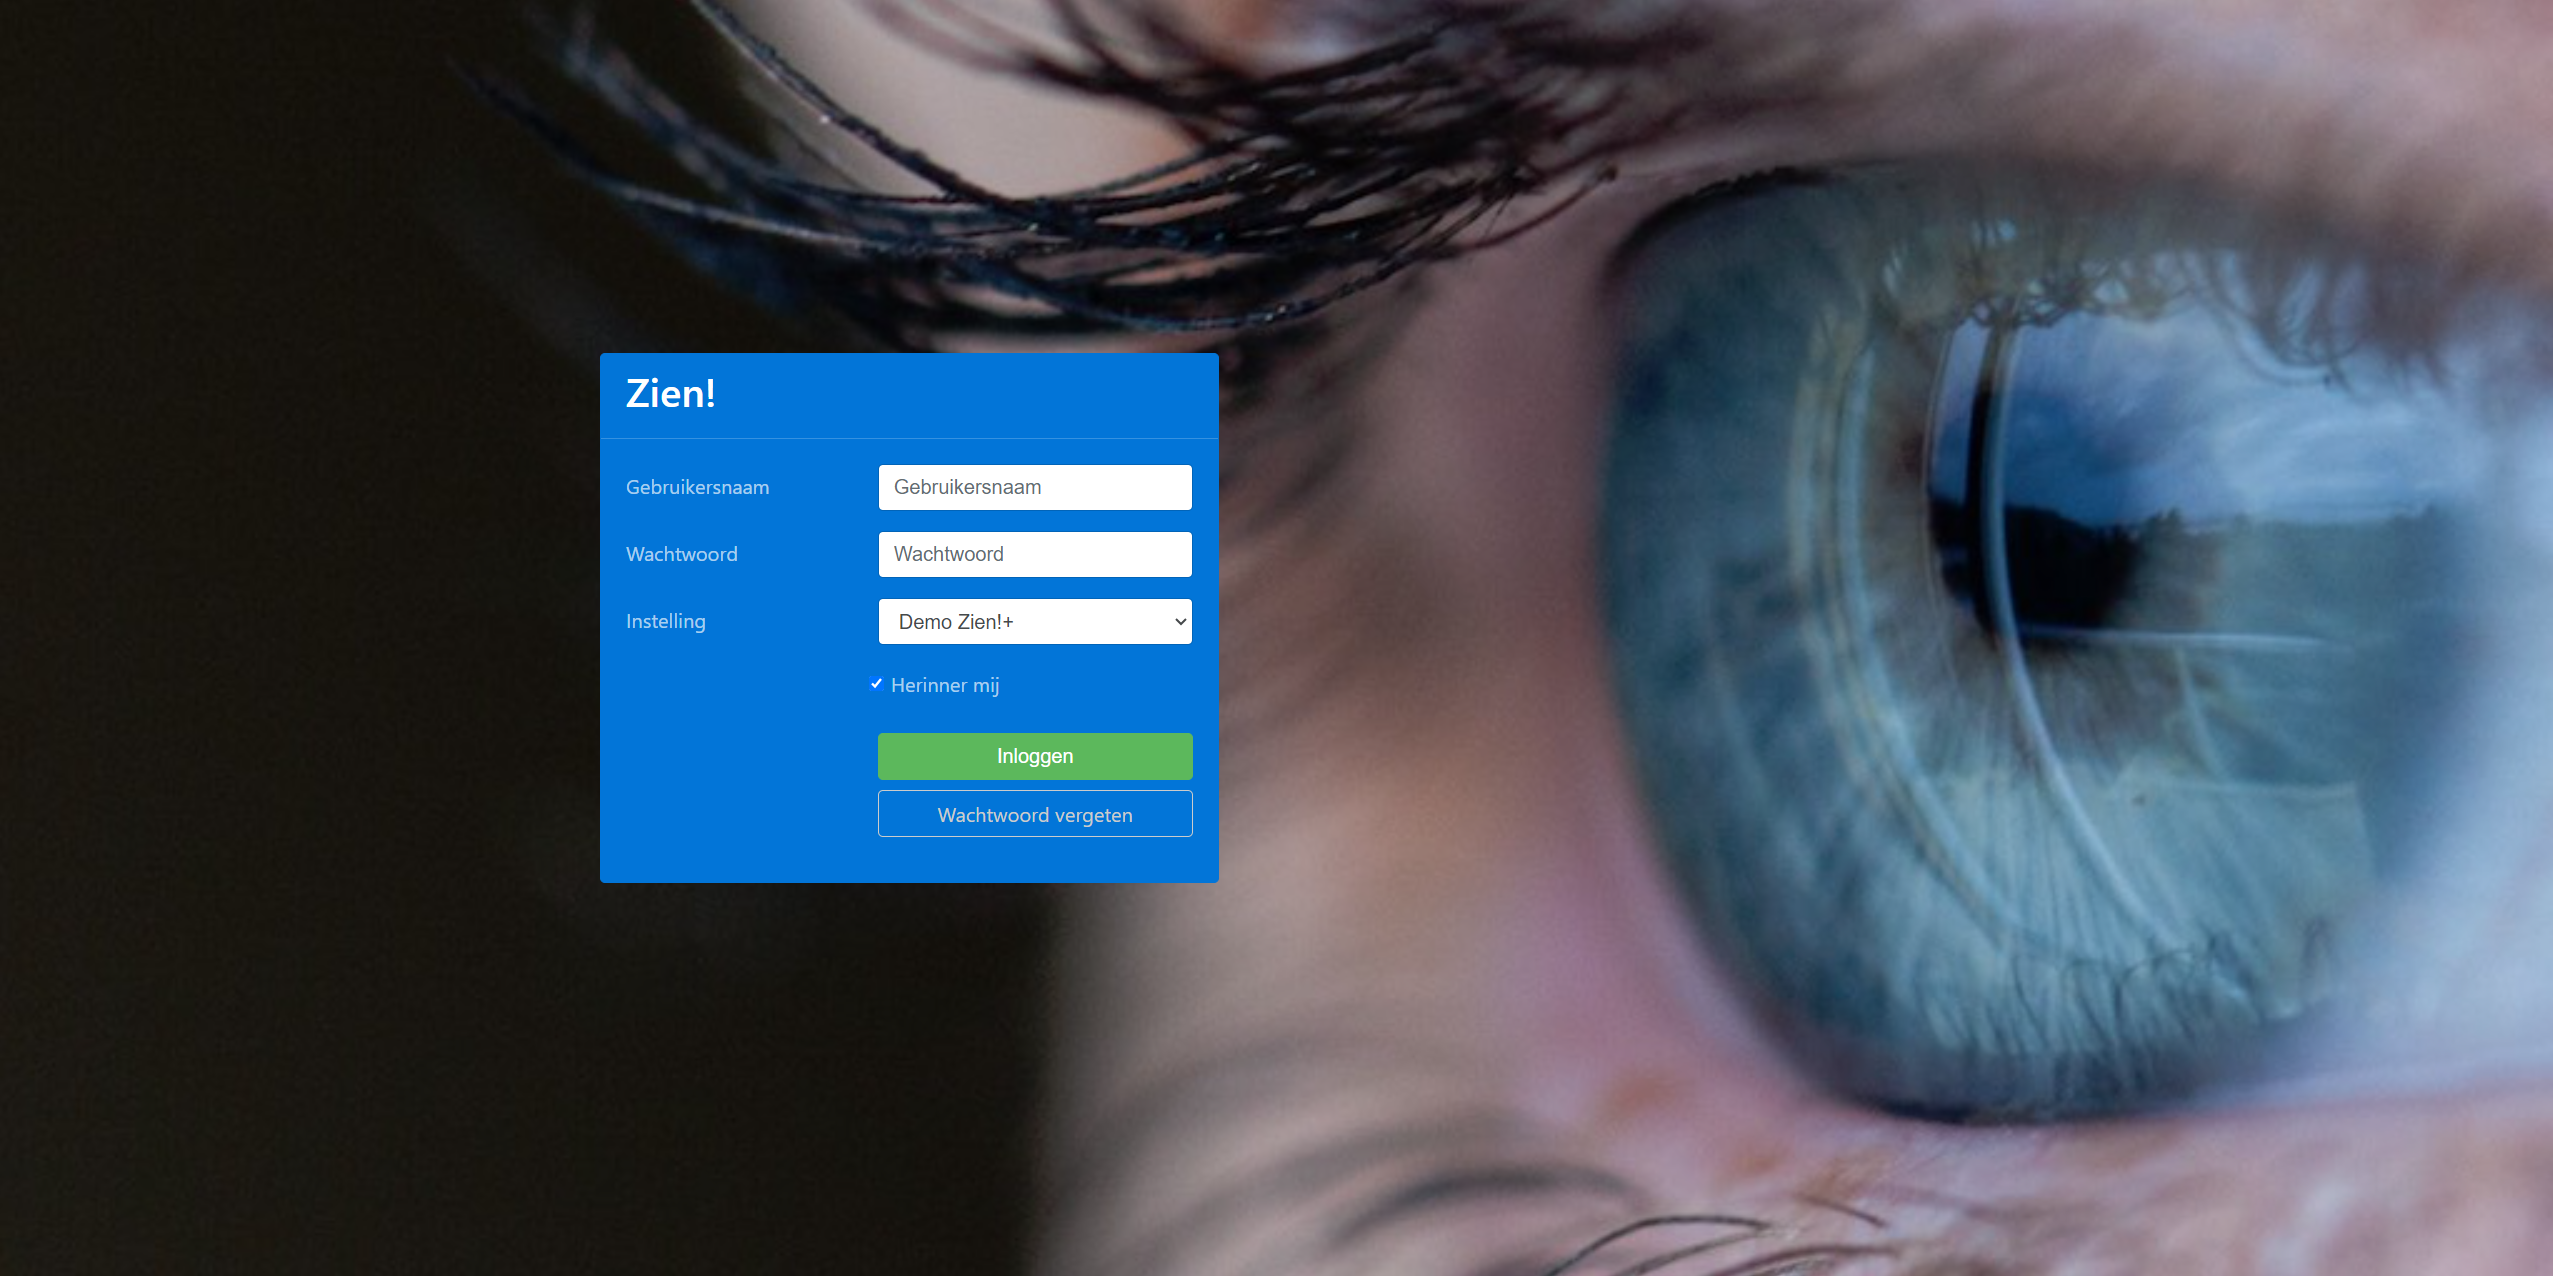 Zien!
Gebruikersnaam
Gebruikersnaam
Wachtwoord
Wachtwoord
Instelling
Demo Zien!+
Herinner mij
Inloggen
Wachtwoord vergeten